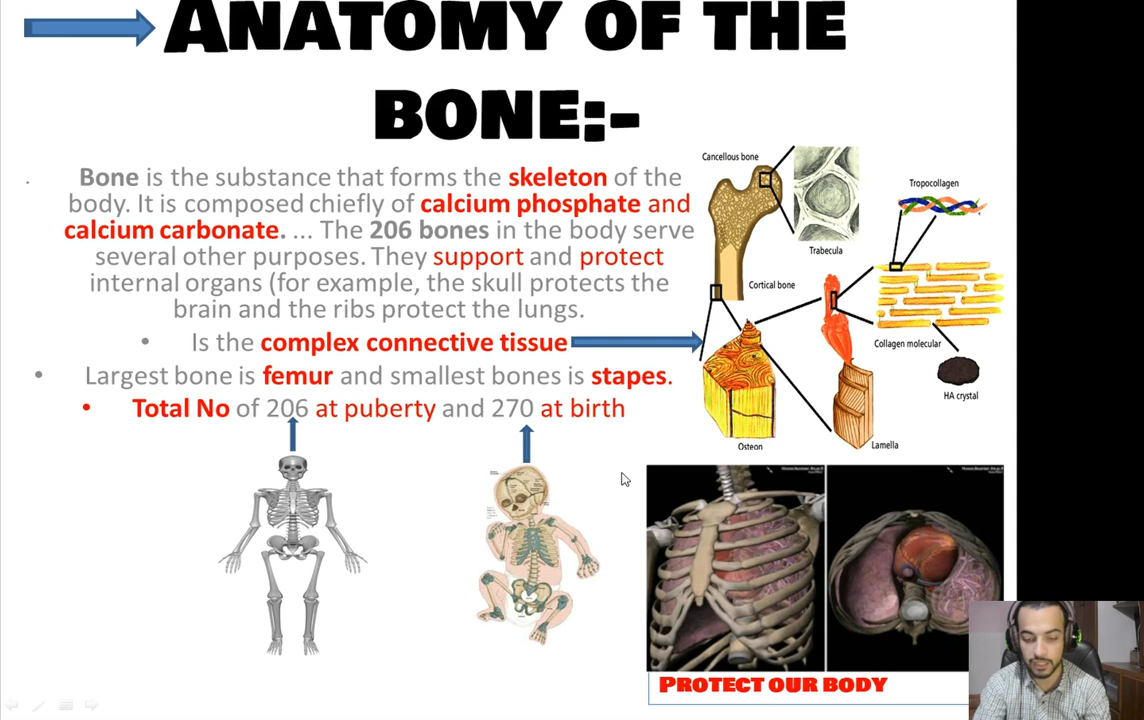 ANATOMY OF THE
BONE:-
Bone is the substance that forms the skeleton of the
body. It is composed chiefly of calcium phosphate and
calcium carbonate. ... The 206 bones in the body serve
several other purposes. They support and protect
internal organs (for example, the skull protects the
brain and the ribs protect the lungs.
• Is the complex connective tissue
• Largest bone is femur and smallest bones is stapes.
• Total No of 206 at puberty and 270 at birth
Cancellous bone
Trabecula
Tropocollagen
Cortical bone
Collagen molecular
HA crystal
Osteon
Lamella
PROTECT OUR BODY